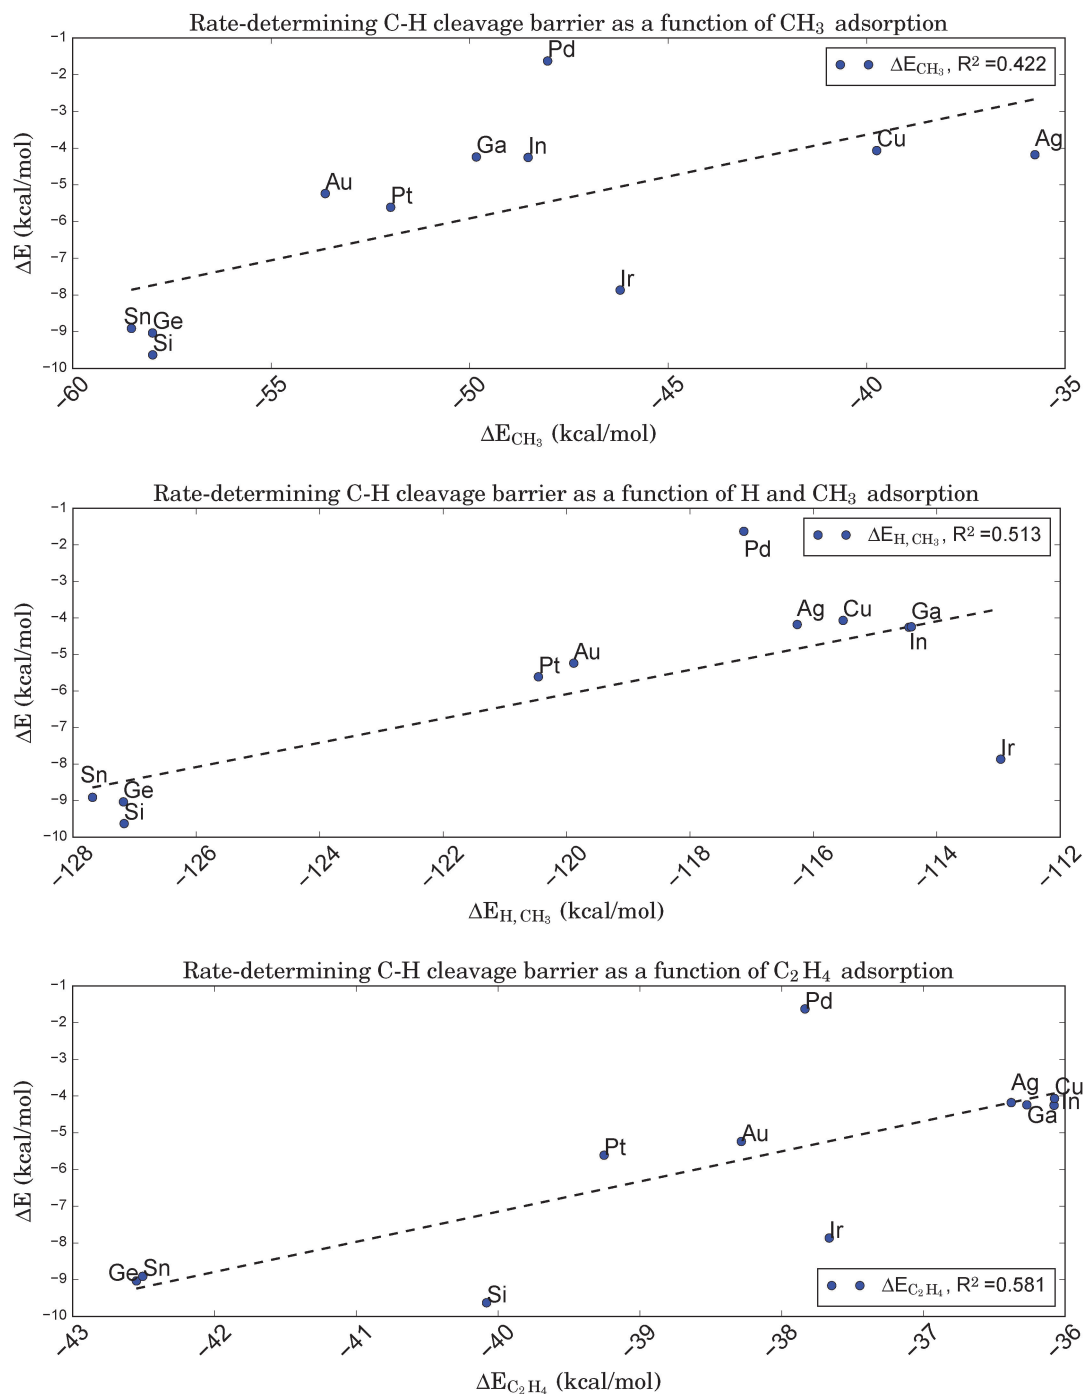 Rate-determining C-H cleavage barrier as a function of CH₃ adsorption
ΔE (kcal/mol)
−1
−2
−3
−4
−5
−6
−7
−8
−9
−10
ΔE_CH₃, R² =0.422
Pd
Ga
In
Cu
Ag
Au
Pt
Ir
Sn
Ge
Si
−60
−55
−50
−45
−40
−35
ΔE_CH₃ (kcal/mol)
Rate-determining C-H cleavage barrier as a function of H and CH₃ adsorption
ΔE (kcal/mol)
−1
−2
−3
−4
−5
−6
−7
−8
−9
−10
ΔE_H, CH₃, R² =0.513
Pd
Ag
Cu
Ga
In
Pt
Au
Ir
Sn
Ge
Si
−128
−126
−124
−122
−120
−118
−116
−114
−112
ΔE_H, CH₃ (kcal/mol)
Rate-determining C-H cleavage barrier as a function of C₂H₄ adsorption
ΔE (kcal/mol)
−1
−2
−3
−4
−5
−6
−7
−8
−9
−10
Pd
Ag
Cu
Ga
In
Pt
Au
Ir
Ge
Sn
Si
ΔE_C₂H₄, R² =0.581
−43
−42
−41
−40
−39
−38
−37
−36
ΔE_C₂H₄ (kcal/mol)